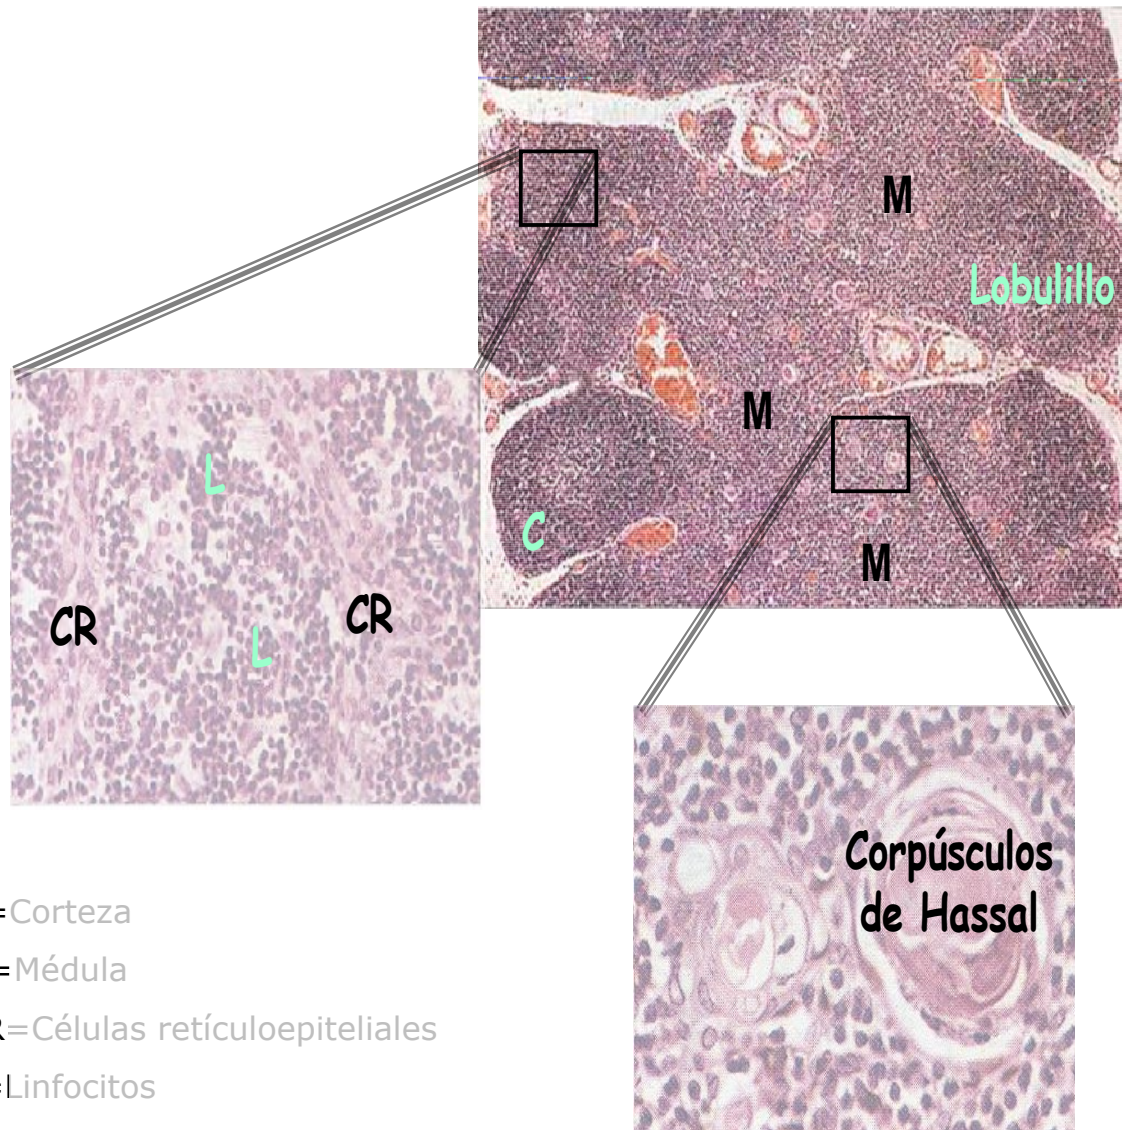 M
Lobulillo
M
L
C
M
CR
CR
L
Corpúsculos
de Hassal
=Corteza
=Médula
R=Células retículoepiteliales
=Linfocitos